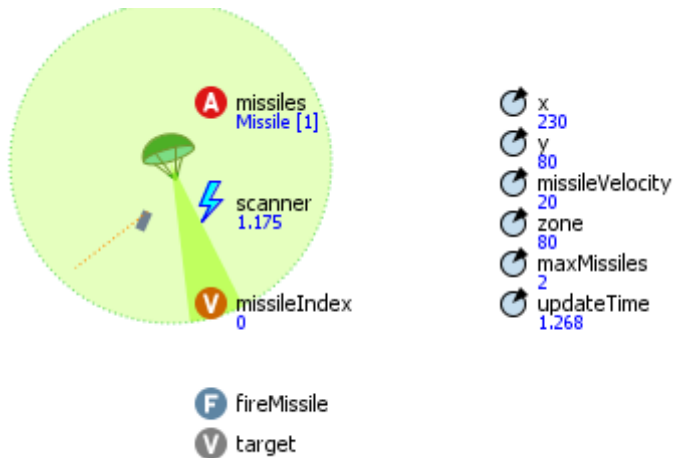 A missiles
Missile [1]
scanner
1.175
V missileIndex
0
F fireMissile
V target
x
230
y
80
missileVelocity
20
zone
80
maxMissiles
2
updateTime
1.268